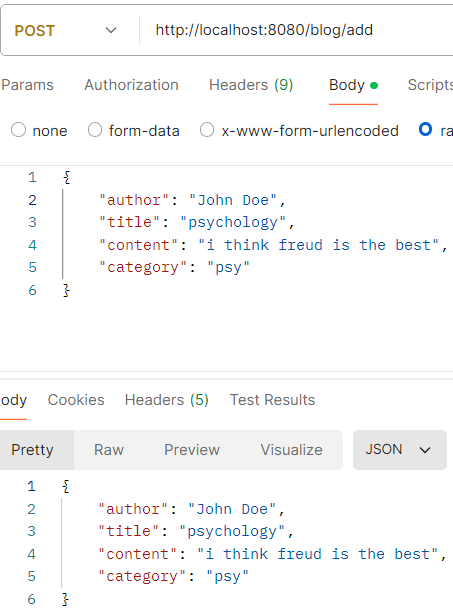 POST http://localhost:8080/blog/add
Params Authorization Headers (9) Body Scripts
none form-data x-www-form-urlencoded ra
1 {
2 "author": "John Doe",
3 "title": "psychology",
4 "content": "i think freud is the best",
5 "category": "psy"
6 }
ody Cookies Headers (5) Test Results
Pretty Raw Preview Visualize JSON
1 {
2 "author": "John Doe",
3 "title": "psychology",
4 "content": "i think freud is the best",
5 "category": "psy"
6 }